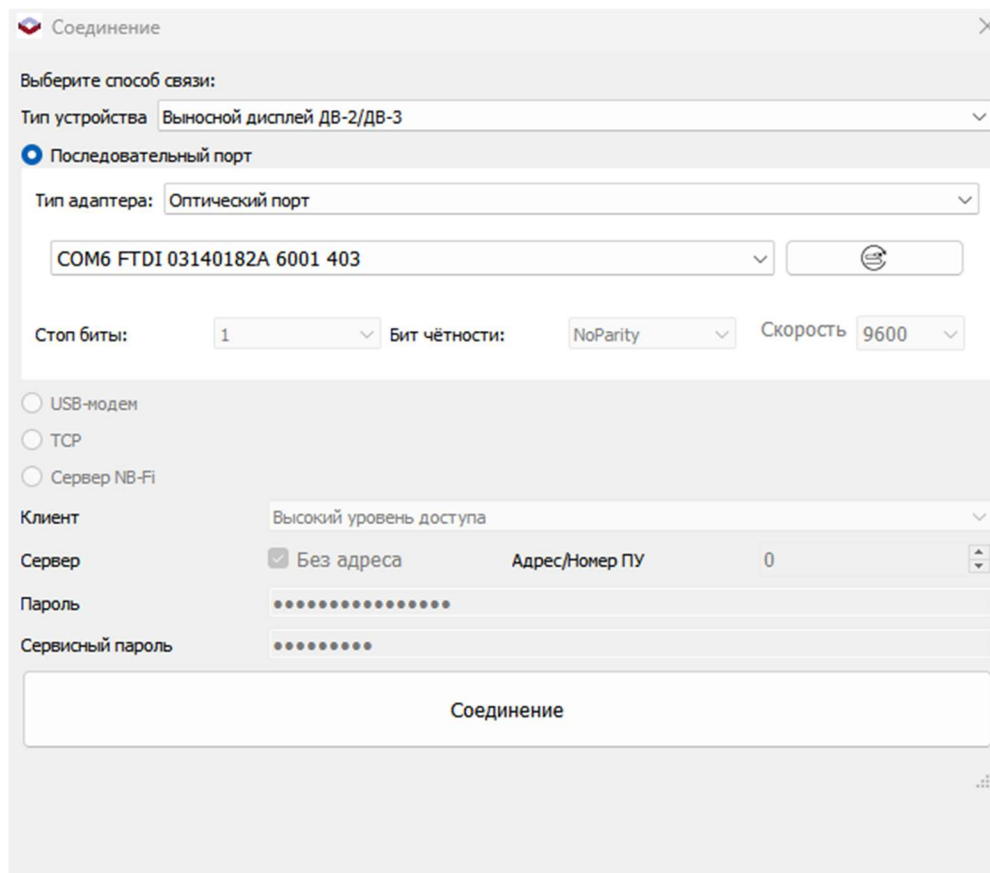 Соединение
Выберите способ связи:
Тип устройства Выносной дисплей ДВ-2/ДВ-3
Последовательный порт
Тип адаптера: Оптический порт
COM6 FTDI 03140182A 6001 403
Стоп биты: 1 Бит чётности: NoParity Скорость 9600
USB-модем
TCP
Сервер NB-Fi
Клиент Высокий уровень доступа
Сервер Без адреса Адрес/Номер ПУ 0
Пароль ●●●●●●●●●●●●●●●●
Сервисный пароль ●●●●●●●●●
Соединение